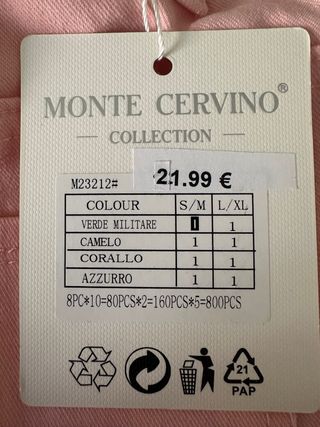 MONTE CERVINO®
— COLLECTION —
M23212#
21.99 €
COLOUR S/M L/XL
VERDE MILITARE 1 1
CAMELO 1 1
CORALLO 1 1
AZZURRO 1 1
8PC*10=80PCS*2=160PCS*5=800PCS
21
PAP